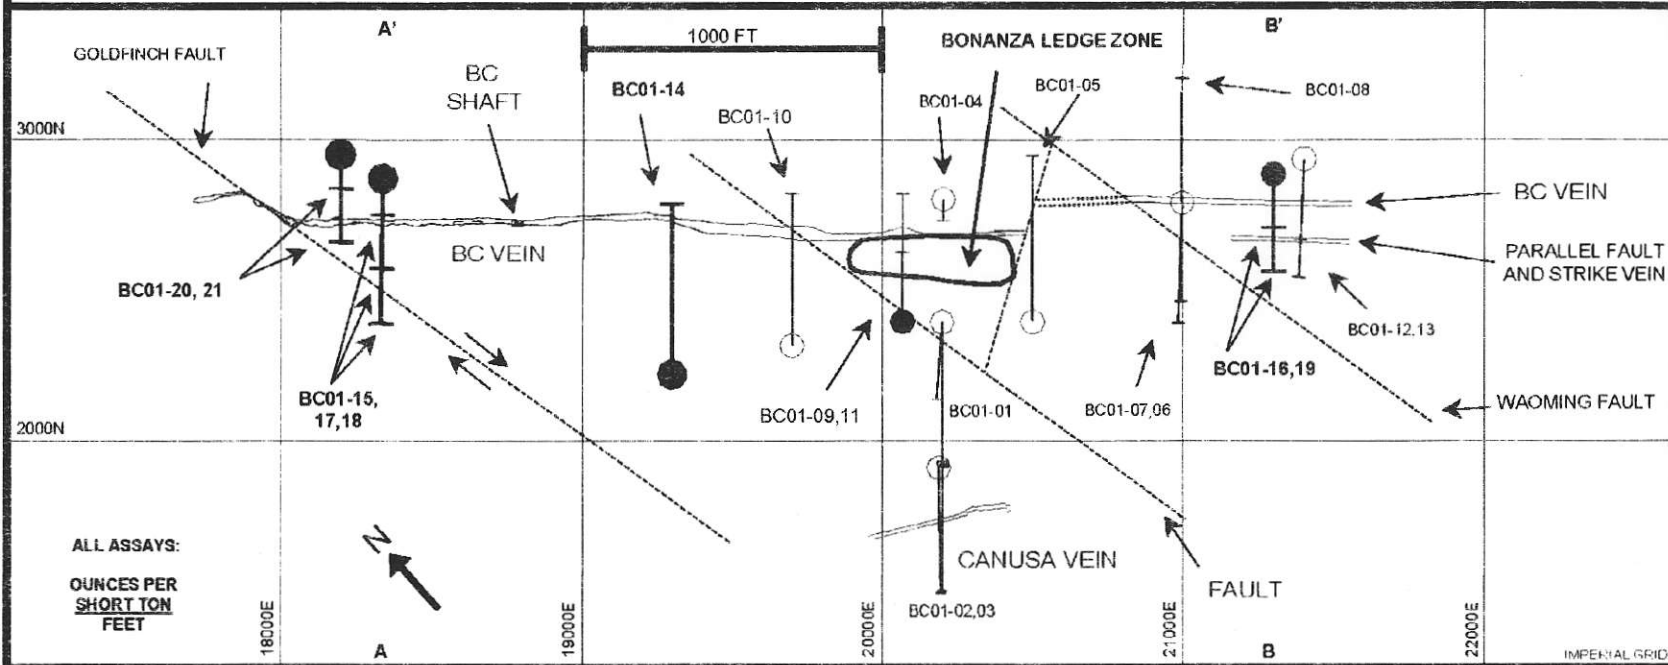 A'
B'
1000 FT
BONANZA LEDGE ZONE
GOLDFINCH FAULT
BC
SHAFT
BC01-14
BC01-10
BC01-04
BC01-05
BC01-08
3000N
BC VEIN
BC VEIN
PARALLEL FAULT
AND STRIKE VEIN
BC01-20, 21
BC01-12,13
BC01-15,
17,18
BC01-09,11
BC01-01
BC01-07,06
BC01-16,19
WAOMING FAULT
2000N
N
ALL ASSAYS:
OUNCES PER
SHORT TON
FEET
CANUSA VEIN
FAULT
BC01-02,03
18000E
19000E
20000E
21000E
22000E
A
B
IMPERIAL GRID